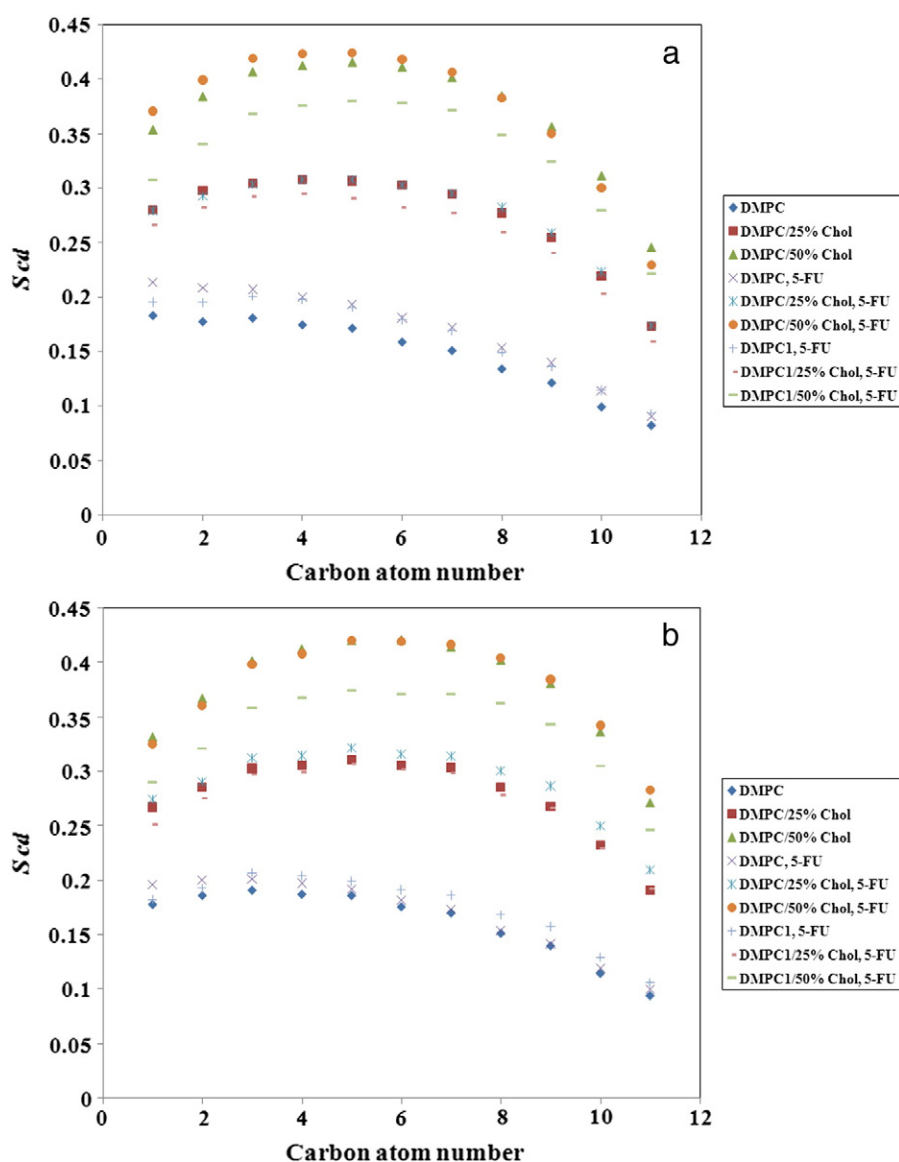 a
0.45
0.4
0.35
0.3
0.25
0.2
0.15
0.1
0.05
0
Scd
0 2 4 6 8 10 12
Carbon atom number
DMPC
DMPC/25% Chol
DMPC/50% Chol
DMPC, 5-FU
DMPC/25% Chol, 5-FU
DMPC/50% Chol, 5-FU
DMPC1, 5-FU
DMPC1/25% Chol, 5-FU
DMPC1/50% Chol, 5-FU
b
0.45
0.4
0.35
0.3
0.25
0.2
0.15
0.1
0.05
0
Scd
0 2 4 6 8 10 12
Carbon atom number
DMPC
DMPC/25% Chol
DMPC/50% Chol
DMPC, 5-FU
DMPC/25% Chol, 5-FU
DMPC/50% Chol, 5-FU
DMPC1, 5-FU
DMPC1/25% Chol, 5-FU
DMPC1/50% Chol, 5-FU